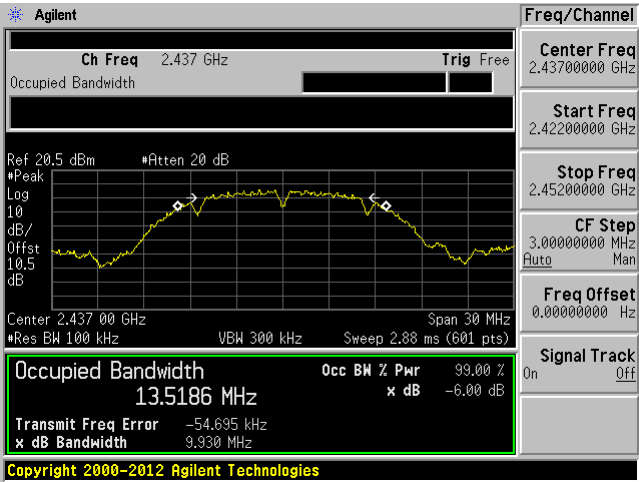 Agilent
Freq/Channel
Ch Freq 2.437 GHz Trig Free
Occupied Bandwidth
Center Freq
2.43700000 GHz
Start Freq
2.42200000 GHz
Stop Freq
2.45200000 GHz
CF Step
3.00000000 MHz
Auto Man
Freq Offset
0.00000000 Hz
Signal Track
On Off
Ref 20.5 dBm #Atten 20 dB
#Peak
Log
10
dB/
Offst
10.5
dB
Center 2.437 00 GHz Span 30 MHz
#Res BW 100 kHz VBW 300 kHz Sweep 2.88 ms (601 pts)
Occupied Bandwidth Occ BW % Pwr 99.00 %
13.5186 MHz x dB -6.00 dB
Transmit Freq Error -54.695 kHz
x dB Bandwidth 9.930 MHz
Copyright 2000-2012 Agilent Technologies